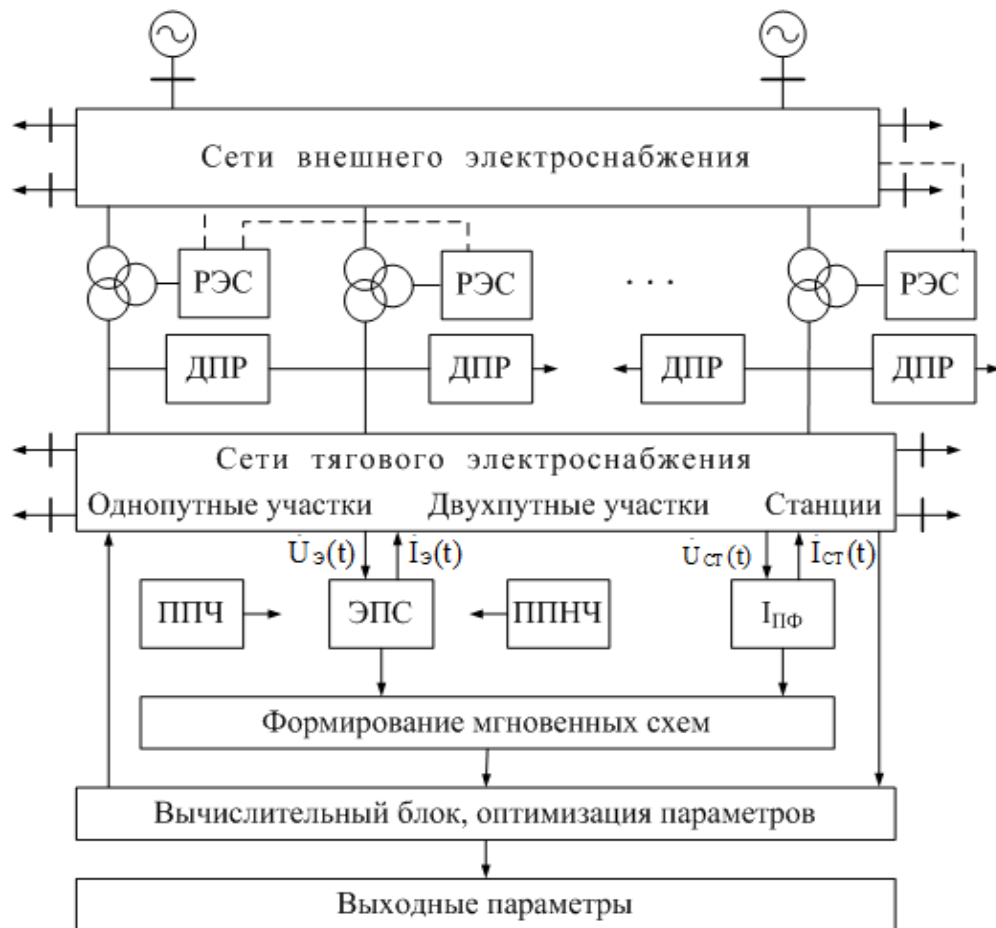 Сети внешнего электроснабжения
РЭС
РЭС
. . .
РЭС
ДПР
ДПР
ДПР
ДПР
Сети тягового электроснабжения
Однопутные участки
Двухпутные участки
Станции
U̇э(t)
İэ(t)
U̇ст(t)
İст(t)
ППЧ
ЭПС
ППНЧ
IПФ
Формирование мгновенных схем
Вычислительный блок, оптимизация параметров
Выходные параметры